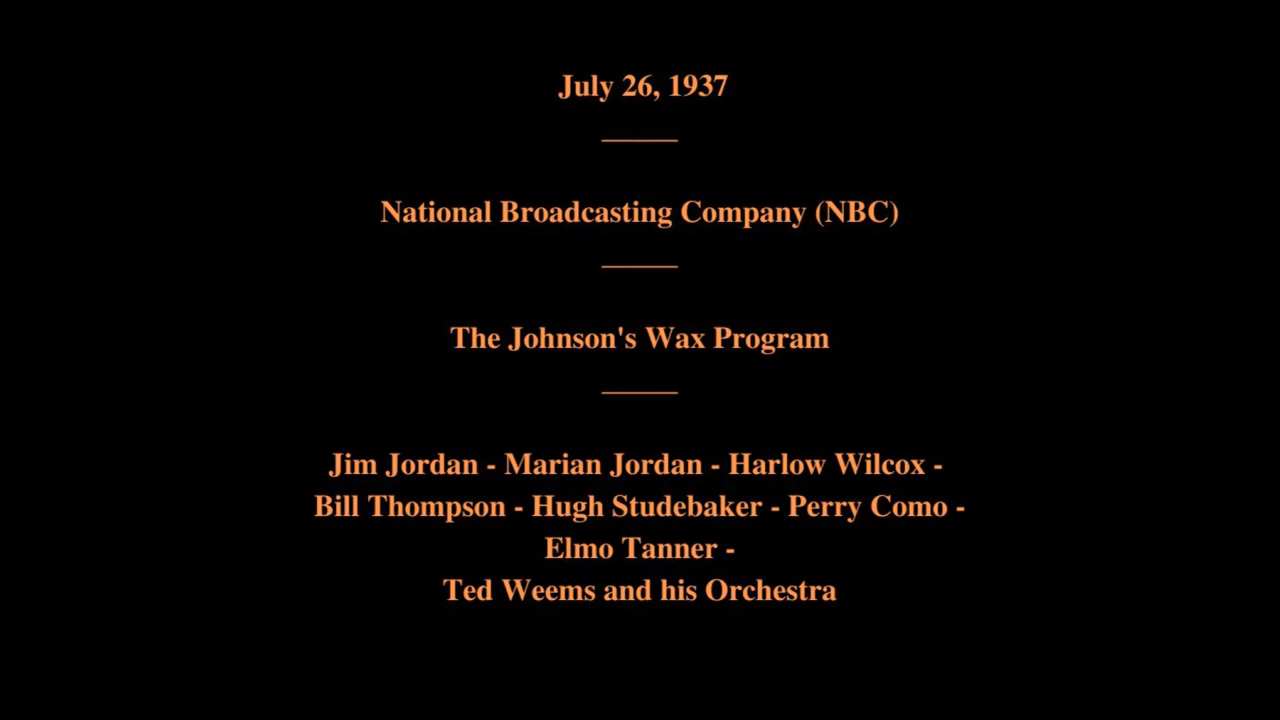 July 26, 1937
National Broadcasting Company (NBC)
The Johnson's Wax Program
Jim Jordan - Marian Jordan - Harlow Wilcox -
Bill Thompson - Hugh Studebaker - Perry Como -
Elmo Tanner -
Ted Weems and his Orchestra